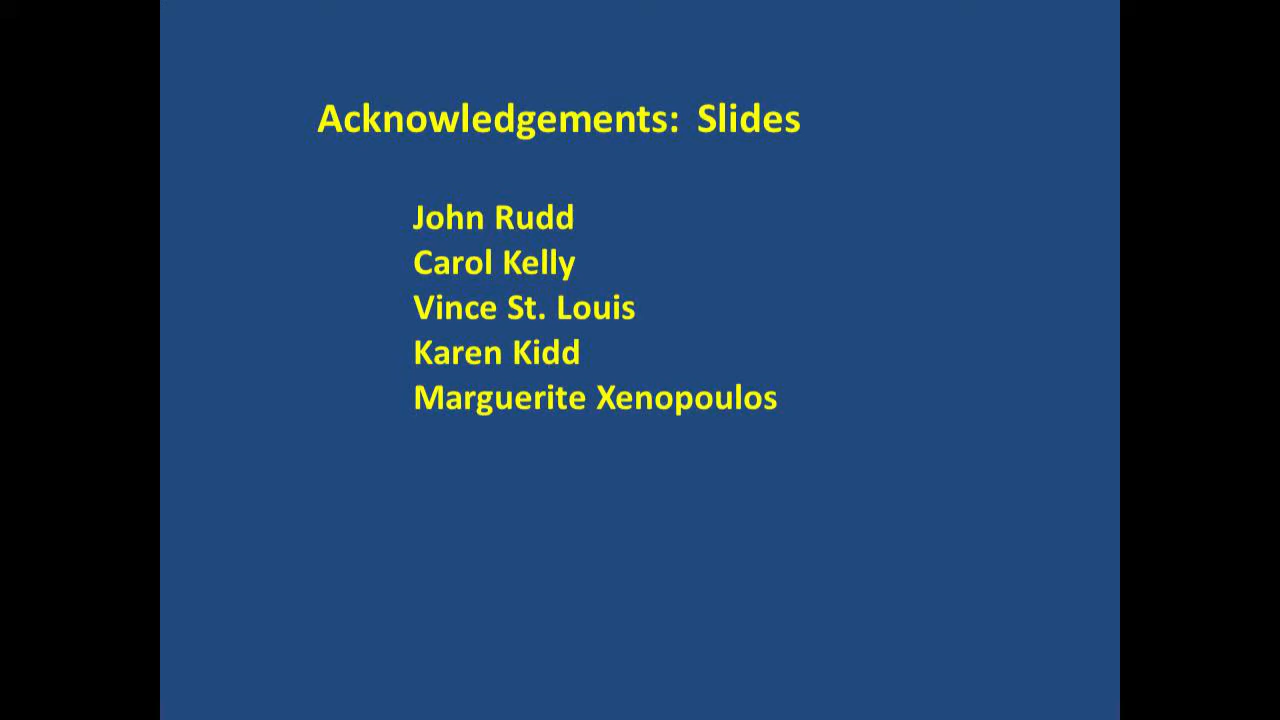 Acknowledgements: Slides
John Rudd
Carol Kelly
Vince St. Louis
Karen Kidd
Marguerite Xenopoulos